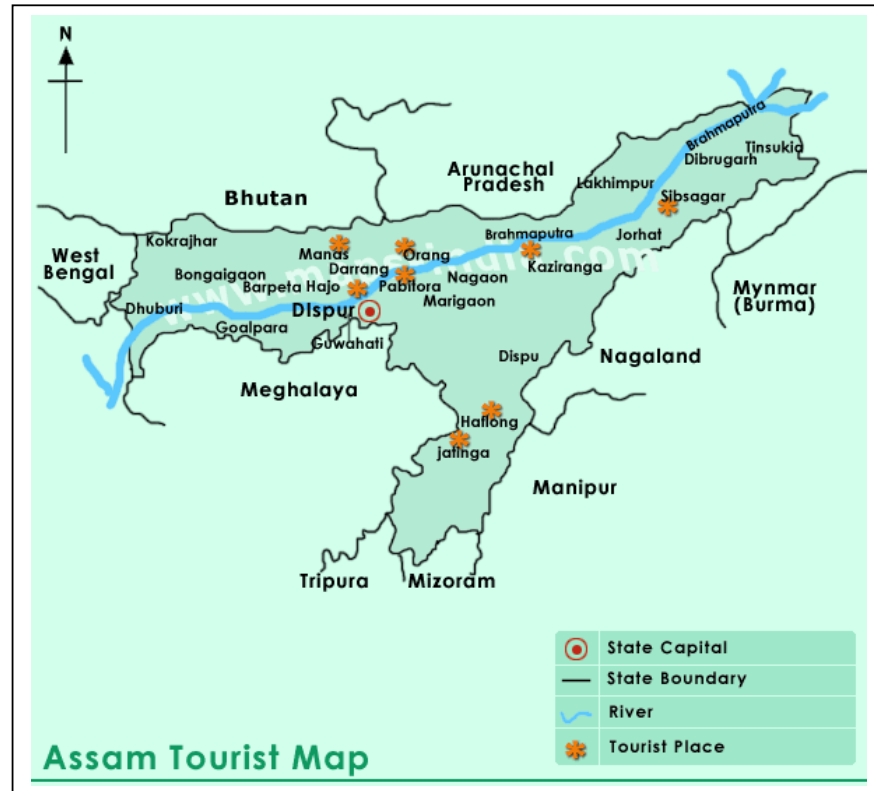 N
Brahmaputra
Tinsukia
Dibrugarh
Arunachal
Pradesh
Lakhimpur
Bhutan
Sibsagar
Kokrajhar
Brahmaputra
Jorhat
West
Bengal
Manas
Orang
Kaziranga
Bongaigaon
Darrang
Nagaon
Barpeta Hajo
Pabitora
Mynmar
(Burma)
Marigaon
Dhuburi
Dispur
Goalpara
Guwahati
Dispu
Nagaland
Meghalaya
Haflong
jatinga
Manipur
Tripura
Mizoram
State Capital
State Boundary
River
Tourist Place
Assam Tourist Map